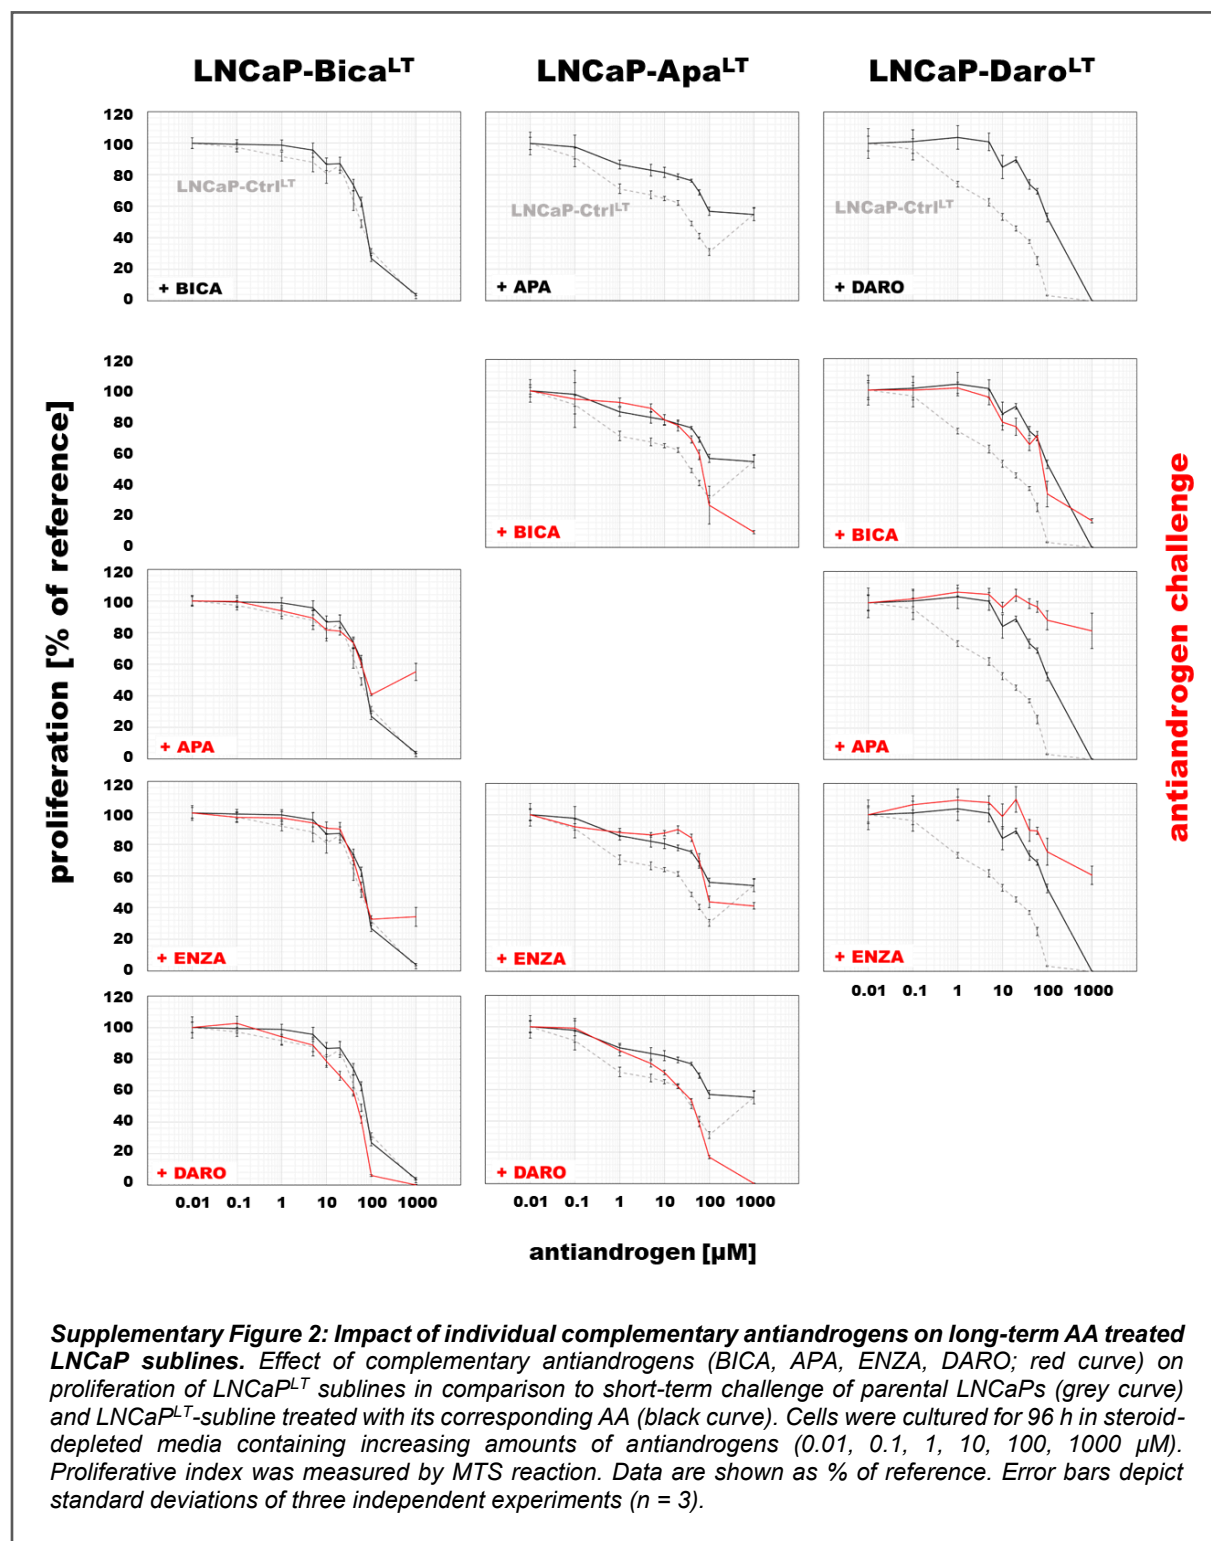 LNCaP-Bica^LT LNCaP-Apa^LT LNCaP-Daro^LT
120
100
80
60
40
20
0
LNCaP-Ctrl^LT
+ BICA
LNCaP-Ctrl^LT
+ APA
LNCaP-Ctrl^LT
+ DARO
proliferation [% of reference]
antiandrogen challenge
120
100
80
60
40
20
0
+ BICA
+ BICA
120
100
80
60
40
20
0
+ APA
+ APA
120
100
80
60
40
20
0
+ ENZA
+ ENZA
+ ENZA
0.01 0.1 1 10 100 1000
120
100
80
60
40
20
0
+ DARO
+ DARO
0.01 0.1 1 10 100 1000 0.01 0.1 1 10 100 1000
antiandrogen [µM]
Supplementary Figure 2: Impact of individual complementary antiandrogens on long-term AA treated
LNCaP sublines. Effect of complementary antiandrogens (BICA, APA, ENZA, DARO; red curve) on
proliferation of LNCaP^LT sublines in comparison to short-term challenge of parental LNCaPs (grey curve)
and LNCaP^LT-subline treated with its corresponding AA (black curve). Cells were cultured for 96 h in steroid-
depleted media containing increasing amounts of antiandrogens (0.01, 0.1, 1, 10, 100, 1000 µM).
Proliferative index was measured by MTS reaction. Data are shown as % of reference. Error bars depict
standard deviations of three independent experiments (n = 3).